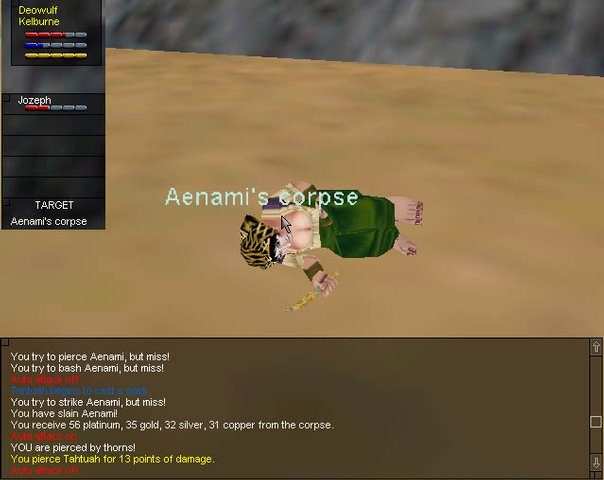 Deowulf
Kelburne
Jozeph
TARGET
Aenami's corpse
Aenami's corpse
You try to pierce Aenami, but miss!
You try to bash Aenami, but miss!
Auto attack off.
Tahtuah begins to cast a spell.
You try to strike Aenami, but miss!
You have slain Aenami!
You receive 56 platinum, 35 gold, 32 silver, 31 copper from the corpse.
Auto attack on.
YOU are pierced by thorns!
You pierce Tahtuah for 13 points of damage.
Auto attack off.